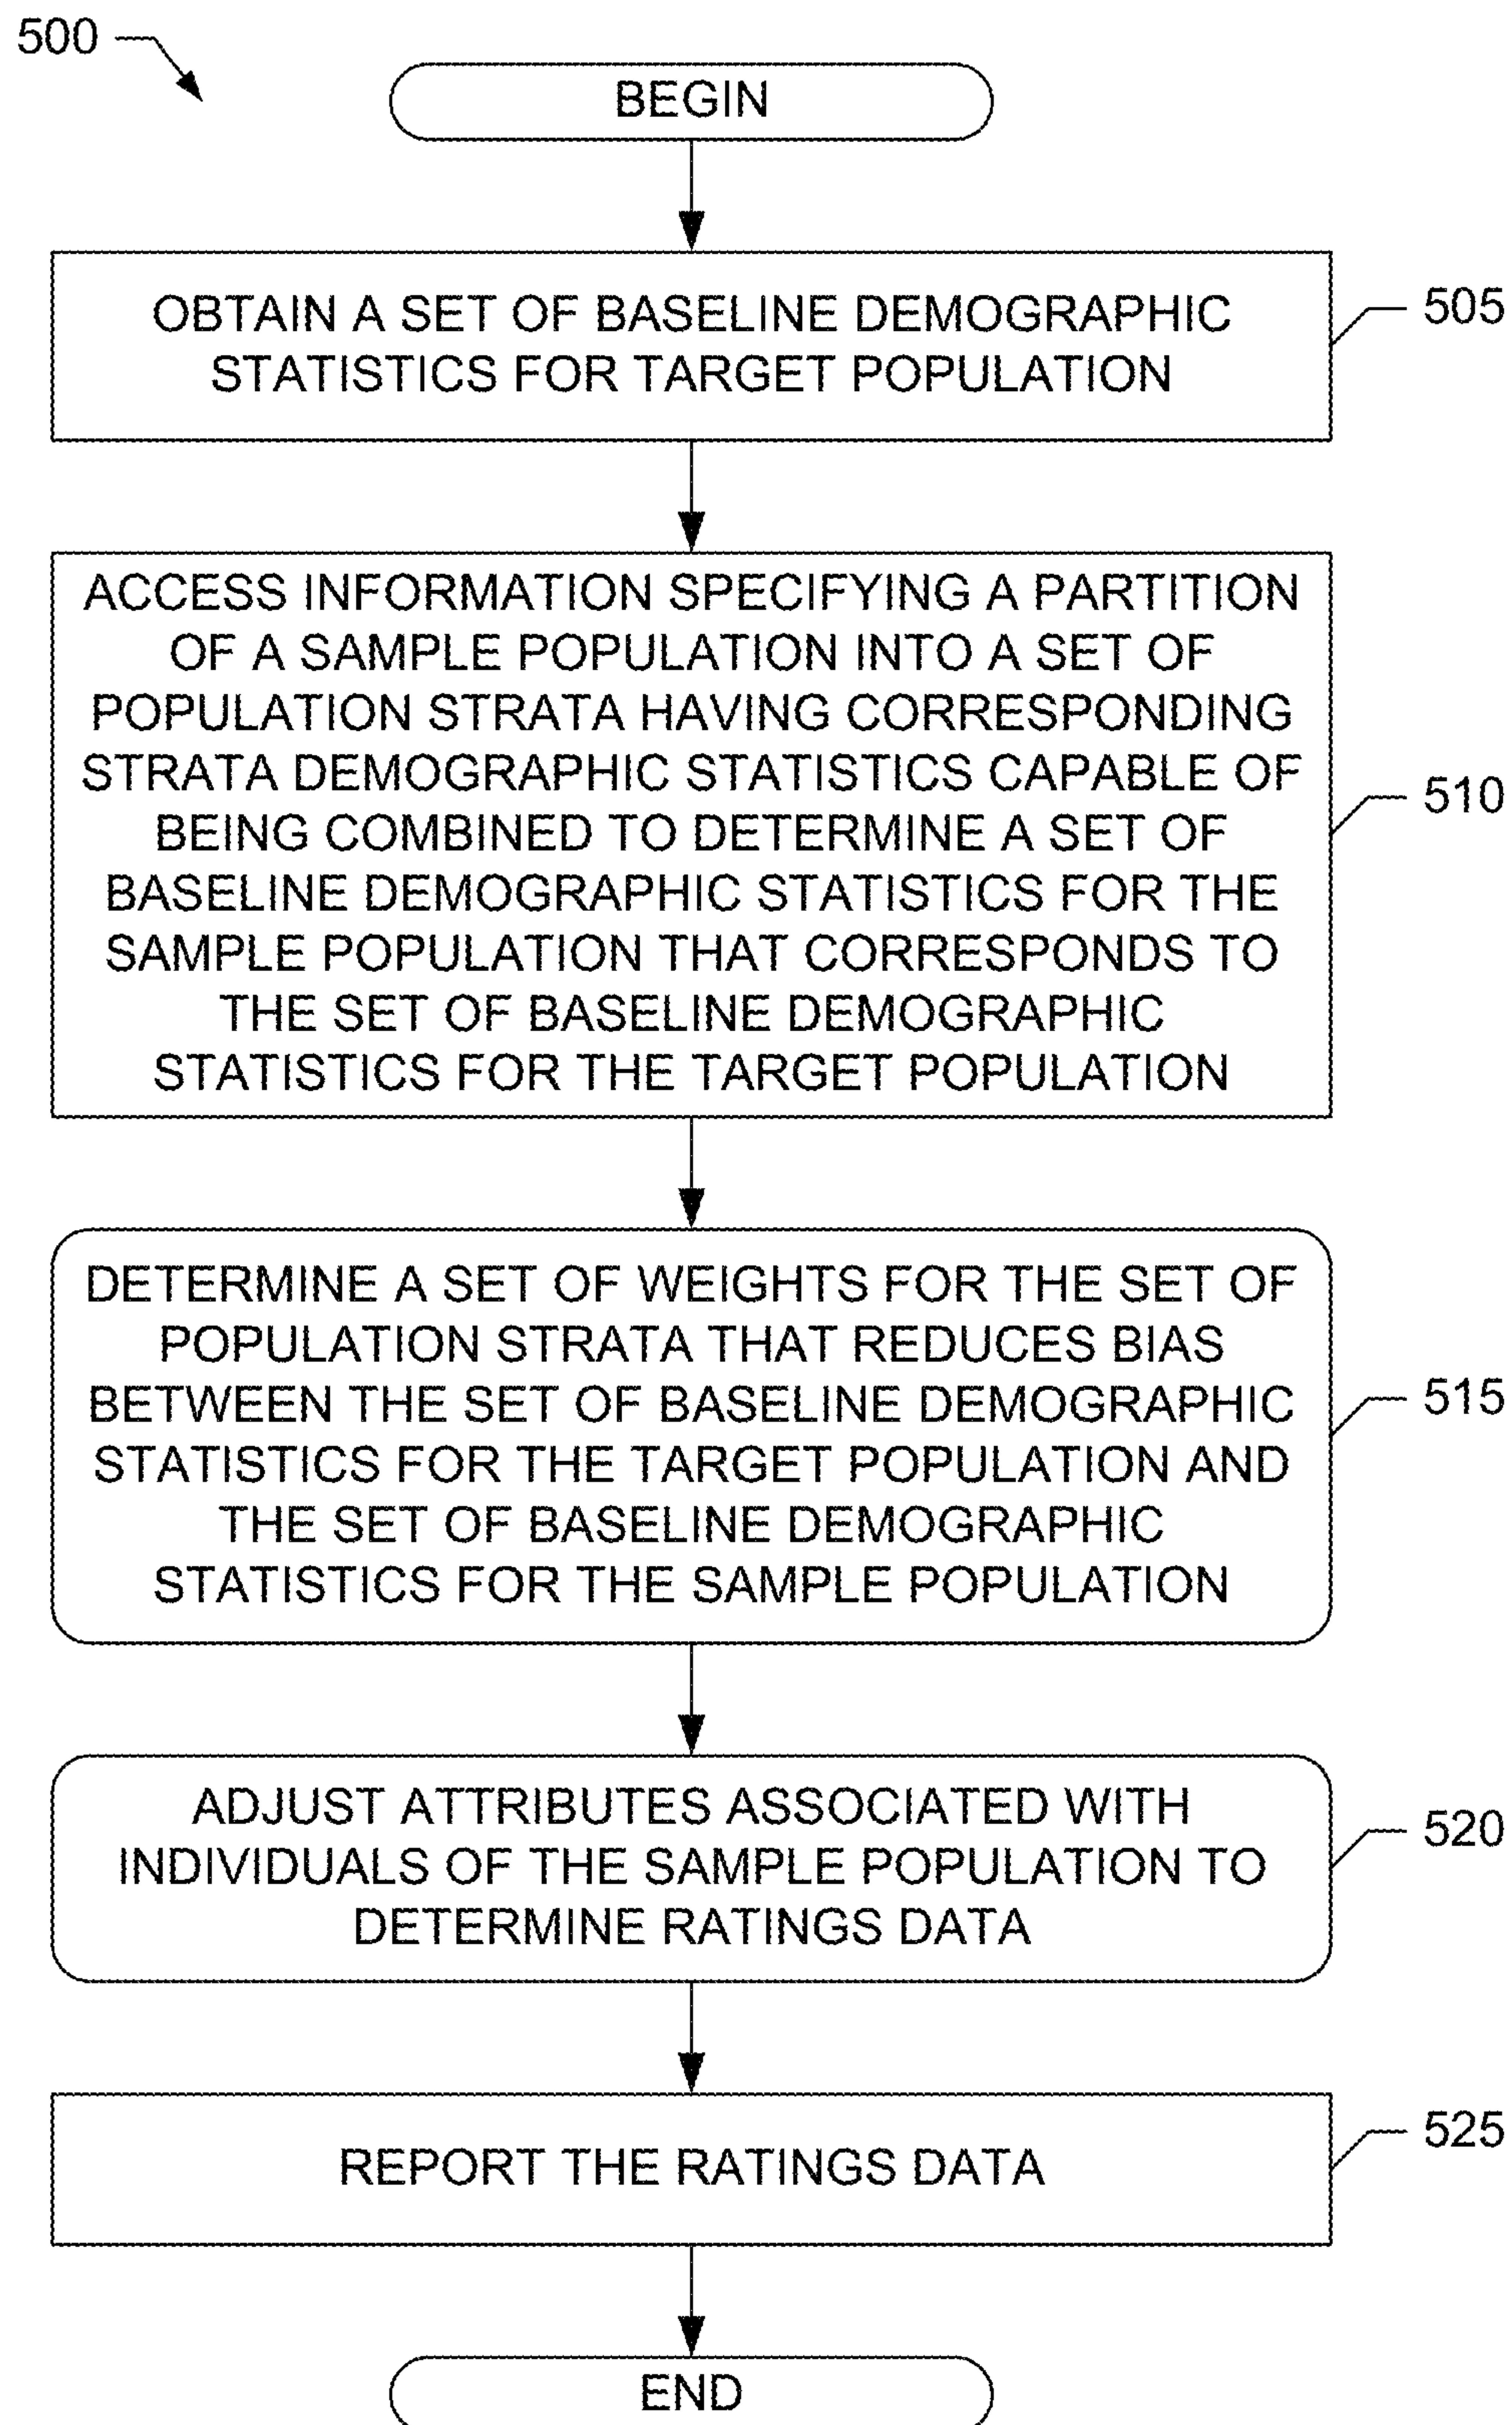 500
BEGIN
OBTAIN A SET OF BASELINE DEMOGRAPHIC
STATISTICS FOR TARGET POPULATION
505
ACCESS INFORMATION SPECIFYING A PARTITION
OF A SAMPLE POPULATION INTO A SET OF
POPULATION STRATA HAVING CORRESPONDING
STRATA DEMOGRAPHIC STATISTICS CAPABLE OF
BEING COMBINED TO DETERMINE A SET OF
BASELINE DEMOGRAPHIC STATISTICS FOR THE
SAMPLE POPULATION THAT CORRESPONDS TO
THE SET OF BASELINE DEMOGRAPHIC
STATISTICS FOR THE TARGET POPULATION
510
DETERMINE A SET OF WEIGHTS FOR THE SET OF
POPULATION STRATA THAT REDUCES BIAS
BETWEEN THE SET OF BASELINE DEMOGRAPHIC
STATISTICS FOR THE TARGET POPULATION AND
THE SET OF BASELINE DEMOGRAPHIC
STATISTICS FOR THE SAMPLE POPULATION
515
ADJUST ATTRIBUTES ASSOCIATED WITH
INDIVIDUALS OF THE SAMPLE POPULATION TO
DETERMINE RATINGS DATA
520
REPORT THE RATINGS DATA
525
END